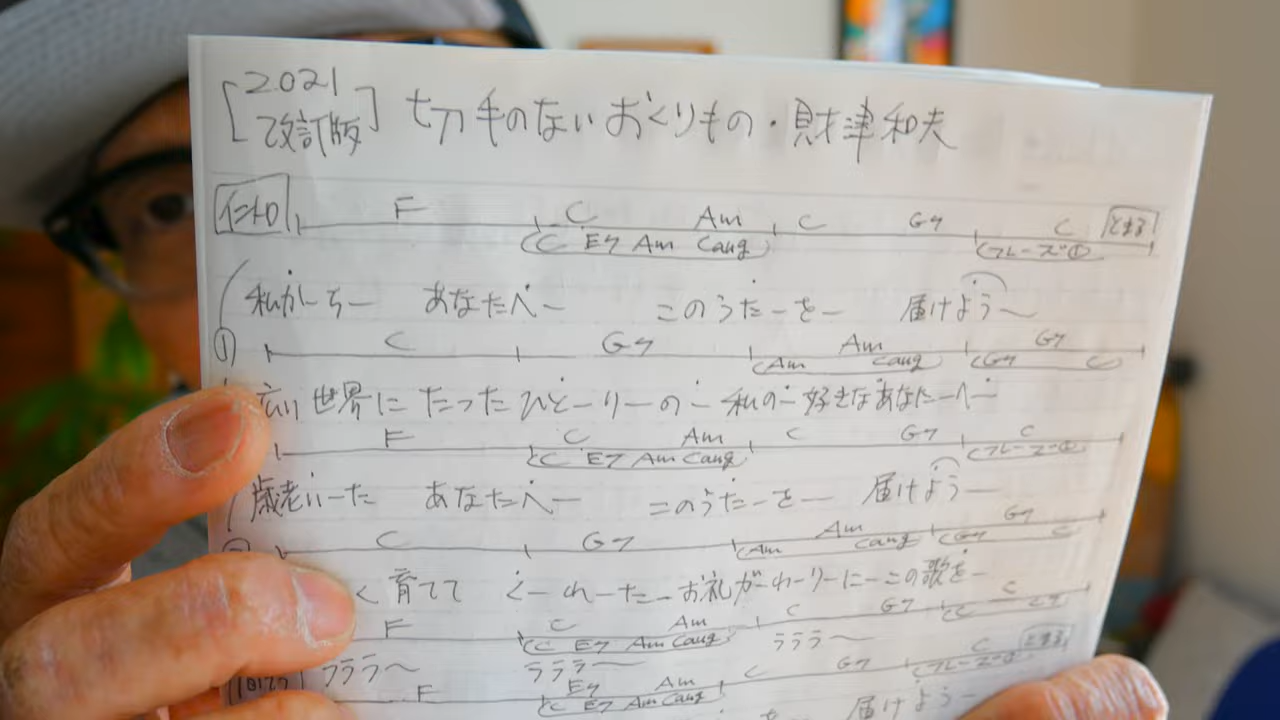 [2021 改訂版] 切手のないおくりもの・財津和夫
F C Am C G7 C とまる
(C E7 Am Caug) (フレーズ①)
私からーあなたへー このうたーをー 届けようー
① C G7 Am G7
(Am Caug) (G7 C)
広い世界に たったひとーりーのー私のー好きなあなたーへー
F C Am C G7 C
(C E7 Am Caug) (フレーズ①)
歳老いーた あなたへー このうたーをー 届けようー
C G7 Am G7
(Am Caug) (G7 C)
く育てて くーれーたーお礼がーわーりーにーこの歌をー
F C Am C G7 C
(C E7 Am Caug) (C C7)
ラララ〜 ラララー ラララ〜
F E7 Am C G7 C とまる
(C E7 Am Caug) (フレーズ①)
を 届けようー